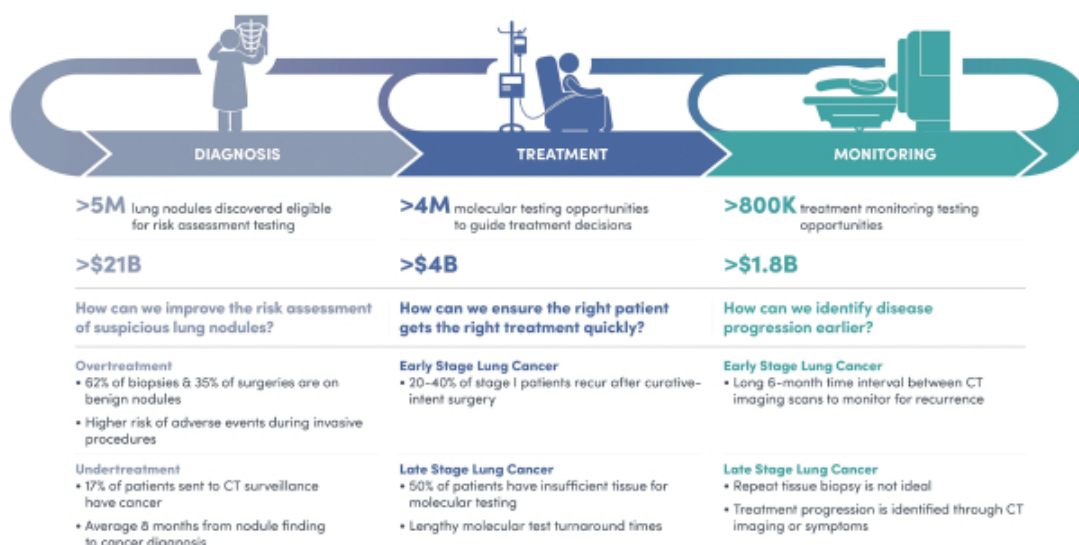 DIAGNOSIS
TREATMENT
MONITORING
>5M lung nodules discovered eligible
for risk assessment testing
>4M molecular testing opportunities
to guide treatment decisions
>800K treatment monitoring testing
opportunities
>$21B
>$4B
>$1.8B
How can we improve the risk assessment
of suspicious lung nodules?
How can we ensure the right patient
gets the right treatment quickly?
How can we identify disease
progression earlier?
Overtreatment
• 62% of biopsies & 35% of surgeries are on
benign nodules
• Higher risk of adverse events during invasive
procedures
Early Stage Lung Cancer
• 20-40% of stage I patients recur after curative-
intent surgery
Early Stage Lung Cancer
• Long 6-month time interval between CT
imaging scans to monitor for recurrence
Undertreatment
• 17% of patients sent to CT surveillance
have cancer
• Average 8 months from nodule finding
to cancer diagnosis
Late Stage Lung Cancer
• 50% of patients have insufficient tissue for
molecular testing
• Lengthy molecular test turnaround times
Late Stage Lung Cancer
• Repeat tissue biopsy is not ideal
• Treatment progression is identified through CT
imaging or symptoms